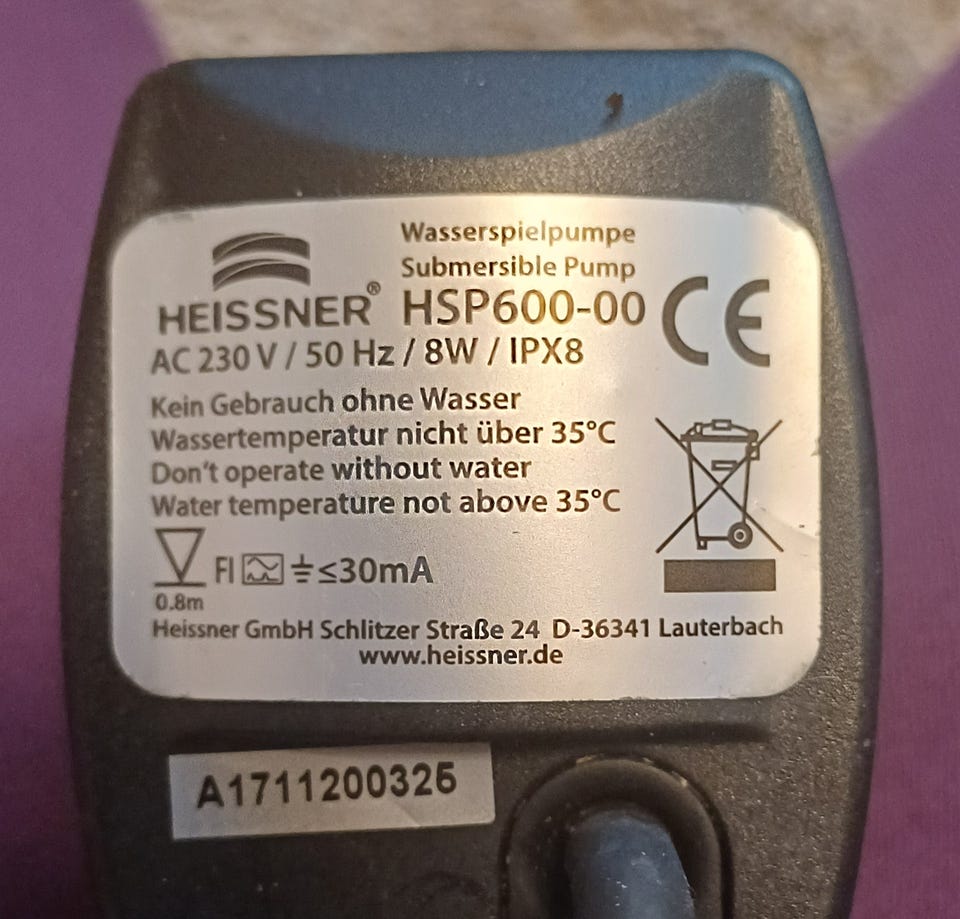 Wasserspielpumpe
Submersible Pump
HEISSNER® HSP600-00
CE
AC 230 V / 50 Hz / 8W / IPX8
Kein Gebrauch ohne Wasser
Wassertemperatur nicht über 35°C
Don't operate without water
Water temperature not above 35°C
FI ≤30mA
0.8m
Heissner GmbH Schlitzer Straße 24 D-36341 Lauterbach
www.heissner.de
A1711200325